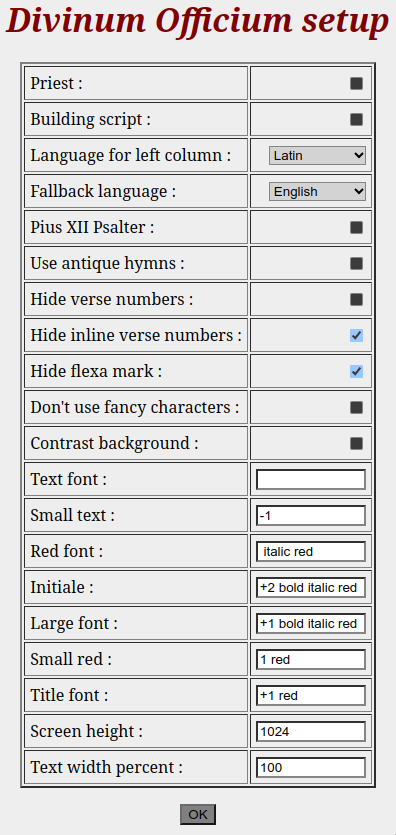 Divinum Officium setup
Priest :
Building script :
Language for left column : Latin
Fallback language : English
Pius XII Psalter :
Use antique hymns :
Hide verse numbers :
Hide inline verse numbers :
Hide flexa mark :
Don't use fancy characters :
Contrast background :
Text font :
Small text : -1
Red font : italic red
Initiale : +2 bold italic red
Large font : +1 bold italic red
Small red : 1 red
Title font : +1 red
Screen height : 1024
Text width percent : 100
OK